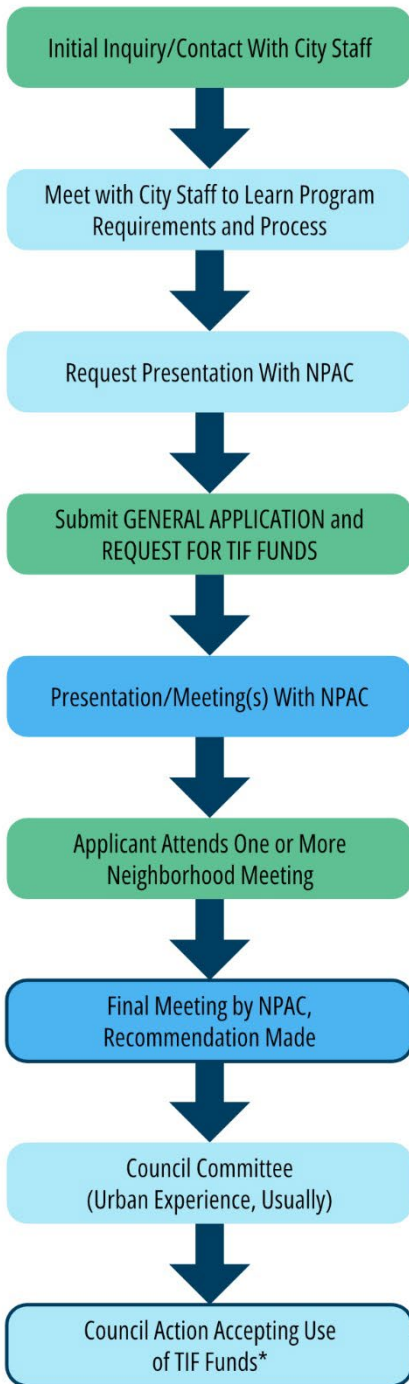 Initial Inquiry/Contact With City Staff
Meet with City Staff to Learn Program
Requirements and Process
Request Presentation With NPAC
Submit GENERAL APPLICATION and
REQUEST FOR TIF FUNDS
Presentation/Meeting(s) With NPAC
Applicant Attends One or More
Neighborhood Meeting
Final Meeting by NPAC,
Recommendation Made
Council Committee
(Urban Experience, Usually)
Council Action Accepting Use
of TIF Funds*